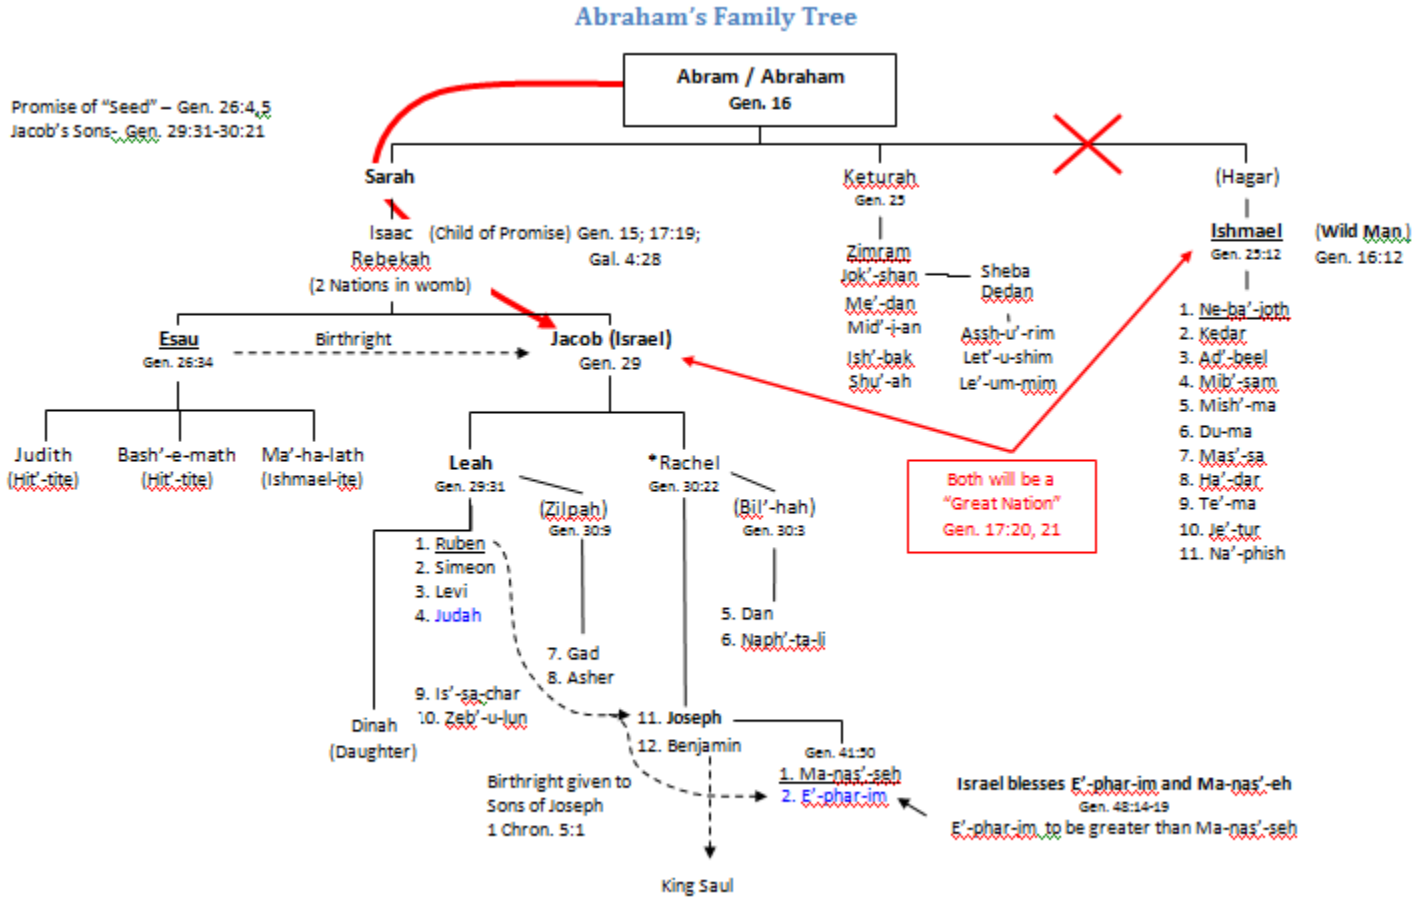 Abraham's Family Tree
Abram / Abraham
Gen. 16
Promise of “Seed” – Gen. 26:4,5
Jacob's Sons- Gen. 29:31-30:21
Sarah
Keturah
Gen. 25
(Hagar)
Isaac (Child of Promise) Gen. 15; 17:19;
Gal. 4:28
Rebekah
(2 Nations in womb)
Ishmael
Gen. 25:12
(Wild Man)
Gen. 16:12
Zimram
Jok'-shan
Me'-dan
Mid'-i-an
Ish'-bak
Shu'-ah
Sheba
Dedan
Assh-u'-rim
Let'-u-shim
Le'-um-mim
1. Ne-ba'-joth
2. Kedar
3. Ad'-beel
4. Mib'-sam
5. Mish'-ma
6. Du-ma
7. Mas'-sa
8. Ha'-dar
9. Te'-ma
10. Je'-tur
11. Na'-phish
Esau
Gen. 26:34
Birthright
Jacob (Israel)
Gen. 29
Judith
(Hit'-tite)
Bash'-e-math
(Hit'-tite)
Ma'-ha-lath
(Ishmael-ite)
Leah
Gen. 29:31
*Rachel
Gen. 30:22
(Zilpah)
Gen. 30:9
(Bil'-hah)
Gen. 30:3
Both will be a
“Great Nation”
Gen. 17:20, 21
1. Ruben
2. Simeon
3. Levi
4. Judah
5. Dan
6. Naph'-ta-li
7. Gad
8. Asher
9. Is'-sa-char
10. Zeb'-u-lun
Dinah
(Daughter)
11. Joseph
12. Benjamin
Gen. 41:50
1. Ma-nas'-seh
2. E'-phar-im
Birthright given to
Sons of Joseph
1 Chron. 5:1
Israel blesses E'-phar-im and Ma-nas'-eh
Gen. 48:14-19
E'-phar-im to be greater than Ma-nas'-seh
King Saul